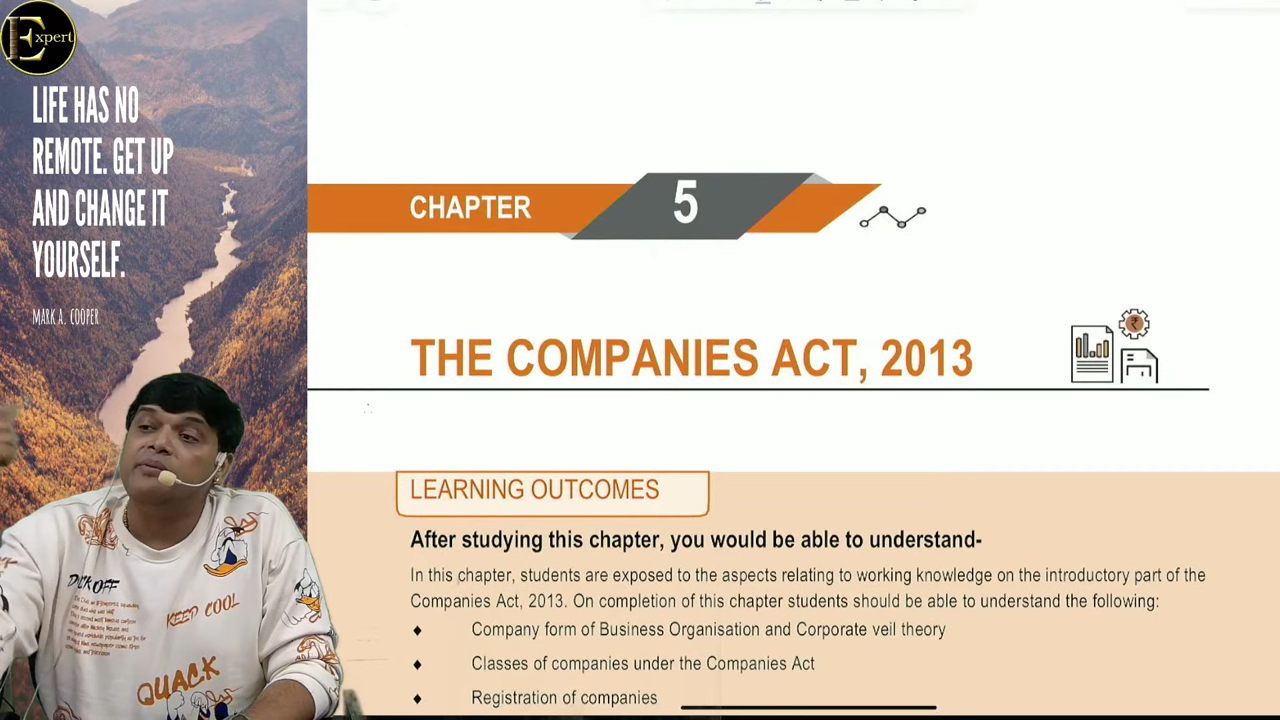 Expert
LIFE HAS NO
REMOTE. GET UP
AND CHANGE IT
YOURSELF.
MARK A. COOPER
CHAPTER 5
THE COMPANIES ACT, 2013
LEARNING OUTCOMES
After studying this chapter, you would be able to understand-
In this chapter, students are exposed to the aspects relating to working knowledge on the introductory part of the
Companies Act, 2013. On completion of this chapter students should be able to understand the following:
Company form of Business Organisation and Corporate veil theory
Classes of companies under the Companies Act
Registration of companies
KEEP COOL
QUACK